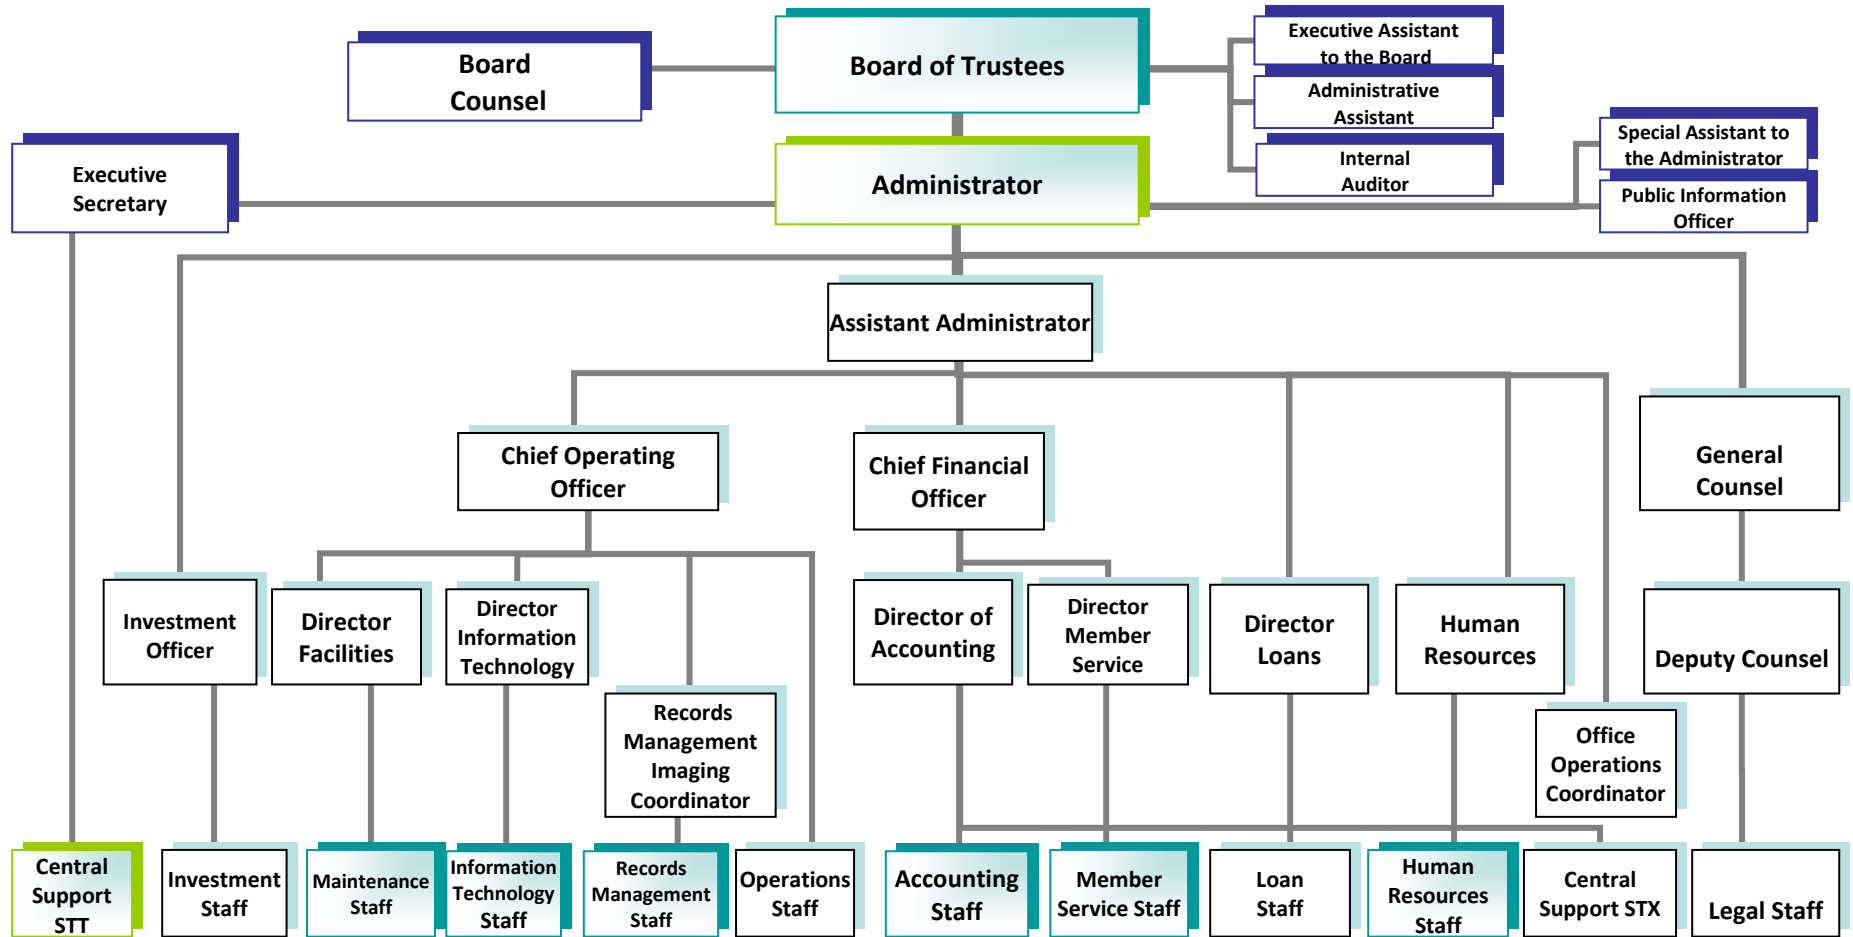 Board
Counsel
Board of Trustees
Executive Assistant
to the Board
Administrative
Assistant
Internal
Auditor
Special Assistant to
the Administrator
Public Information
Officer
Executive
Secretary
Administrator
Assistant Administrator
Chief Operating
Officer
Chief Financial
Officer
General
Counsel
Investment
Officer
Director
Facilities
Director
Information
Technology
Records
Management
Imaging
Coordinator
Director of
Accounting
Director
Member
Service
Director
Loans
Human
Resources
Office
Operations
Coordinator
Deputy Counsel
Central
Support
STT
Investment
Staff
Maintenance
Staff
Information
Technology
Staff
Records
Management
Staff
Operations
Staff
Accounting
Staff
Member
Service Staff
Loan
Staff
Human
Resources
Staff
Central
Support STX
Legal Staff